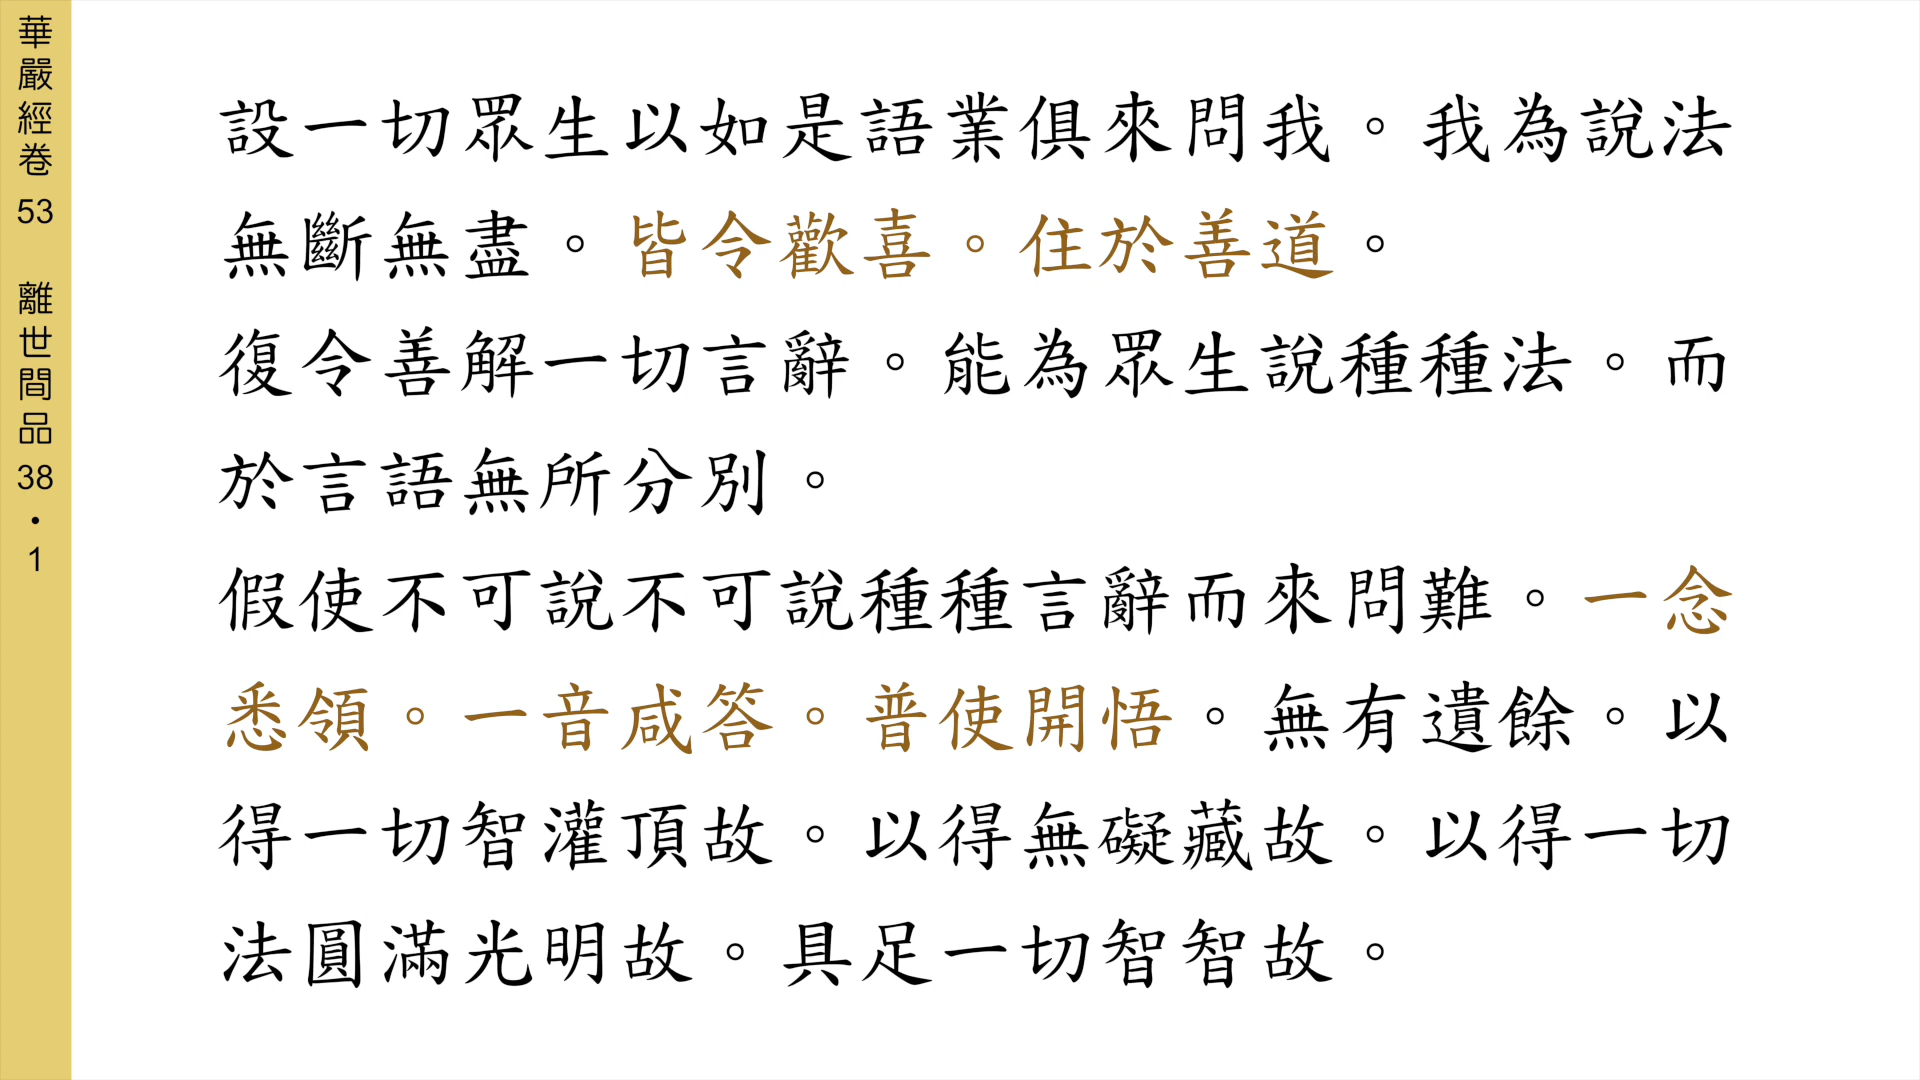 華嚴經卷53 離世間品38・1
設一切眾生以如是語業俱來問我。我為說法
無斷無盡。皆令歡喜。住於善道。
復令善解一切言辭。能為眾生說種種法。而
於言語無所分別。
假使不可說不可說種種言辭而來問難。一念
悉領。一音咸答。普使開悟。無有遺餘。以
得一切智灌頂故。以得無礙藏故。以得一切
法圓滿光明故。具足一切智智故。